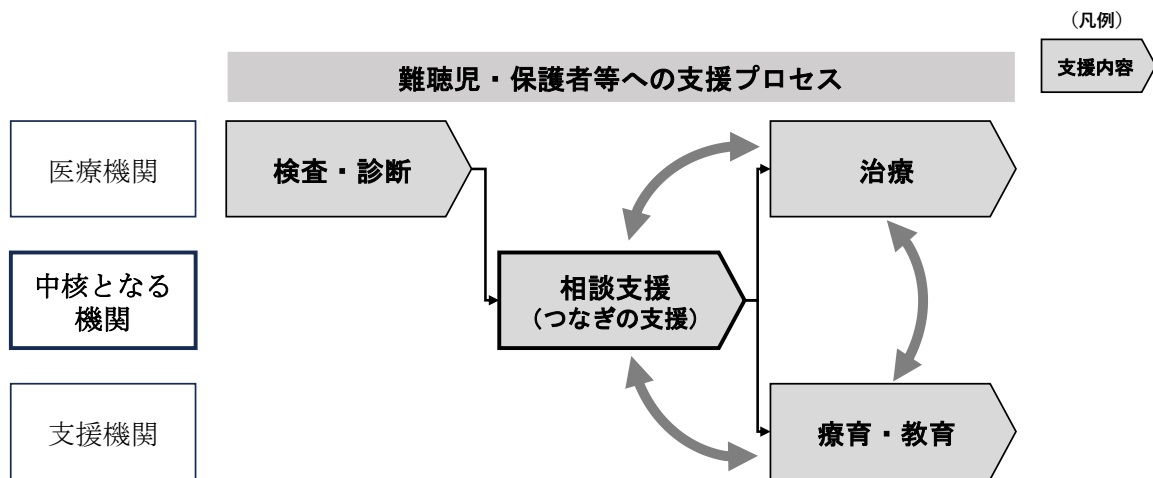 （凡例）
支援内容
難聴児・保護者等への支援プロセス
医療機関
検査・診断
治療
中核となる
機関
相談支援
（つなぎの支援）
支援機関
療育・教育